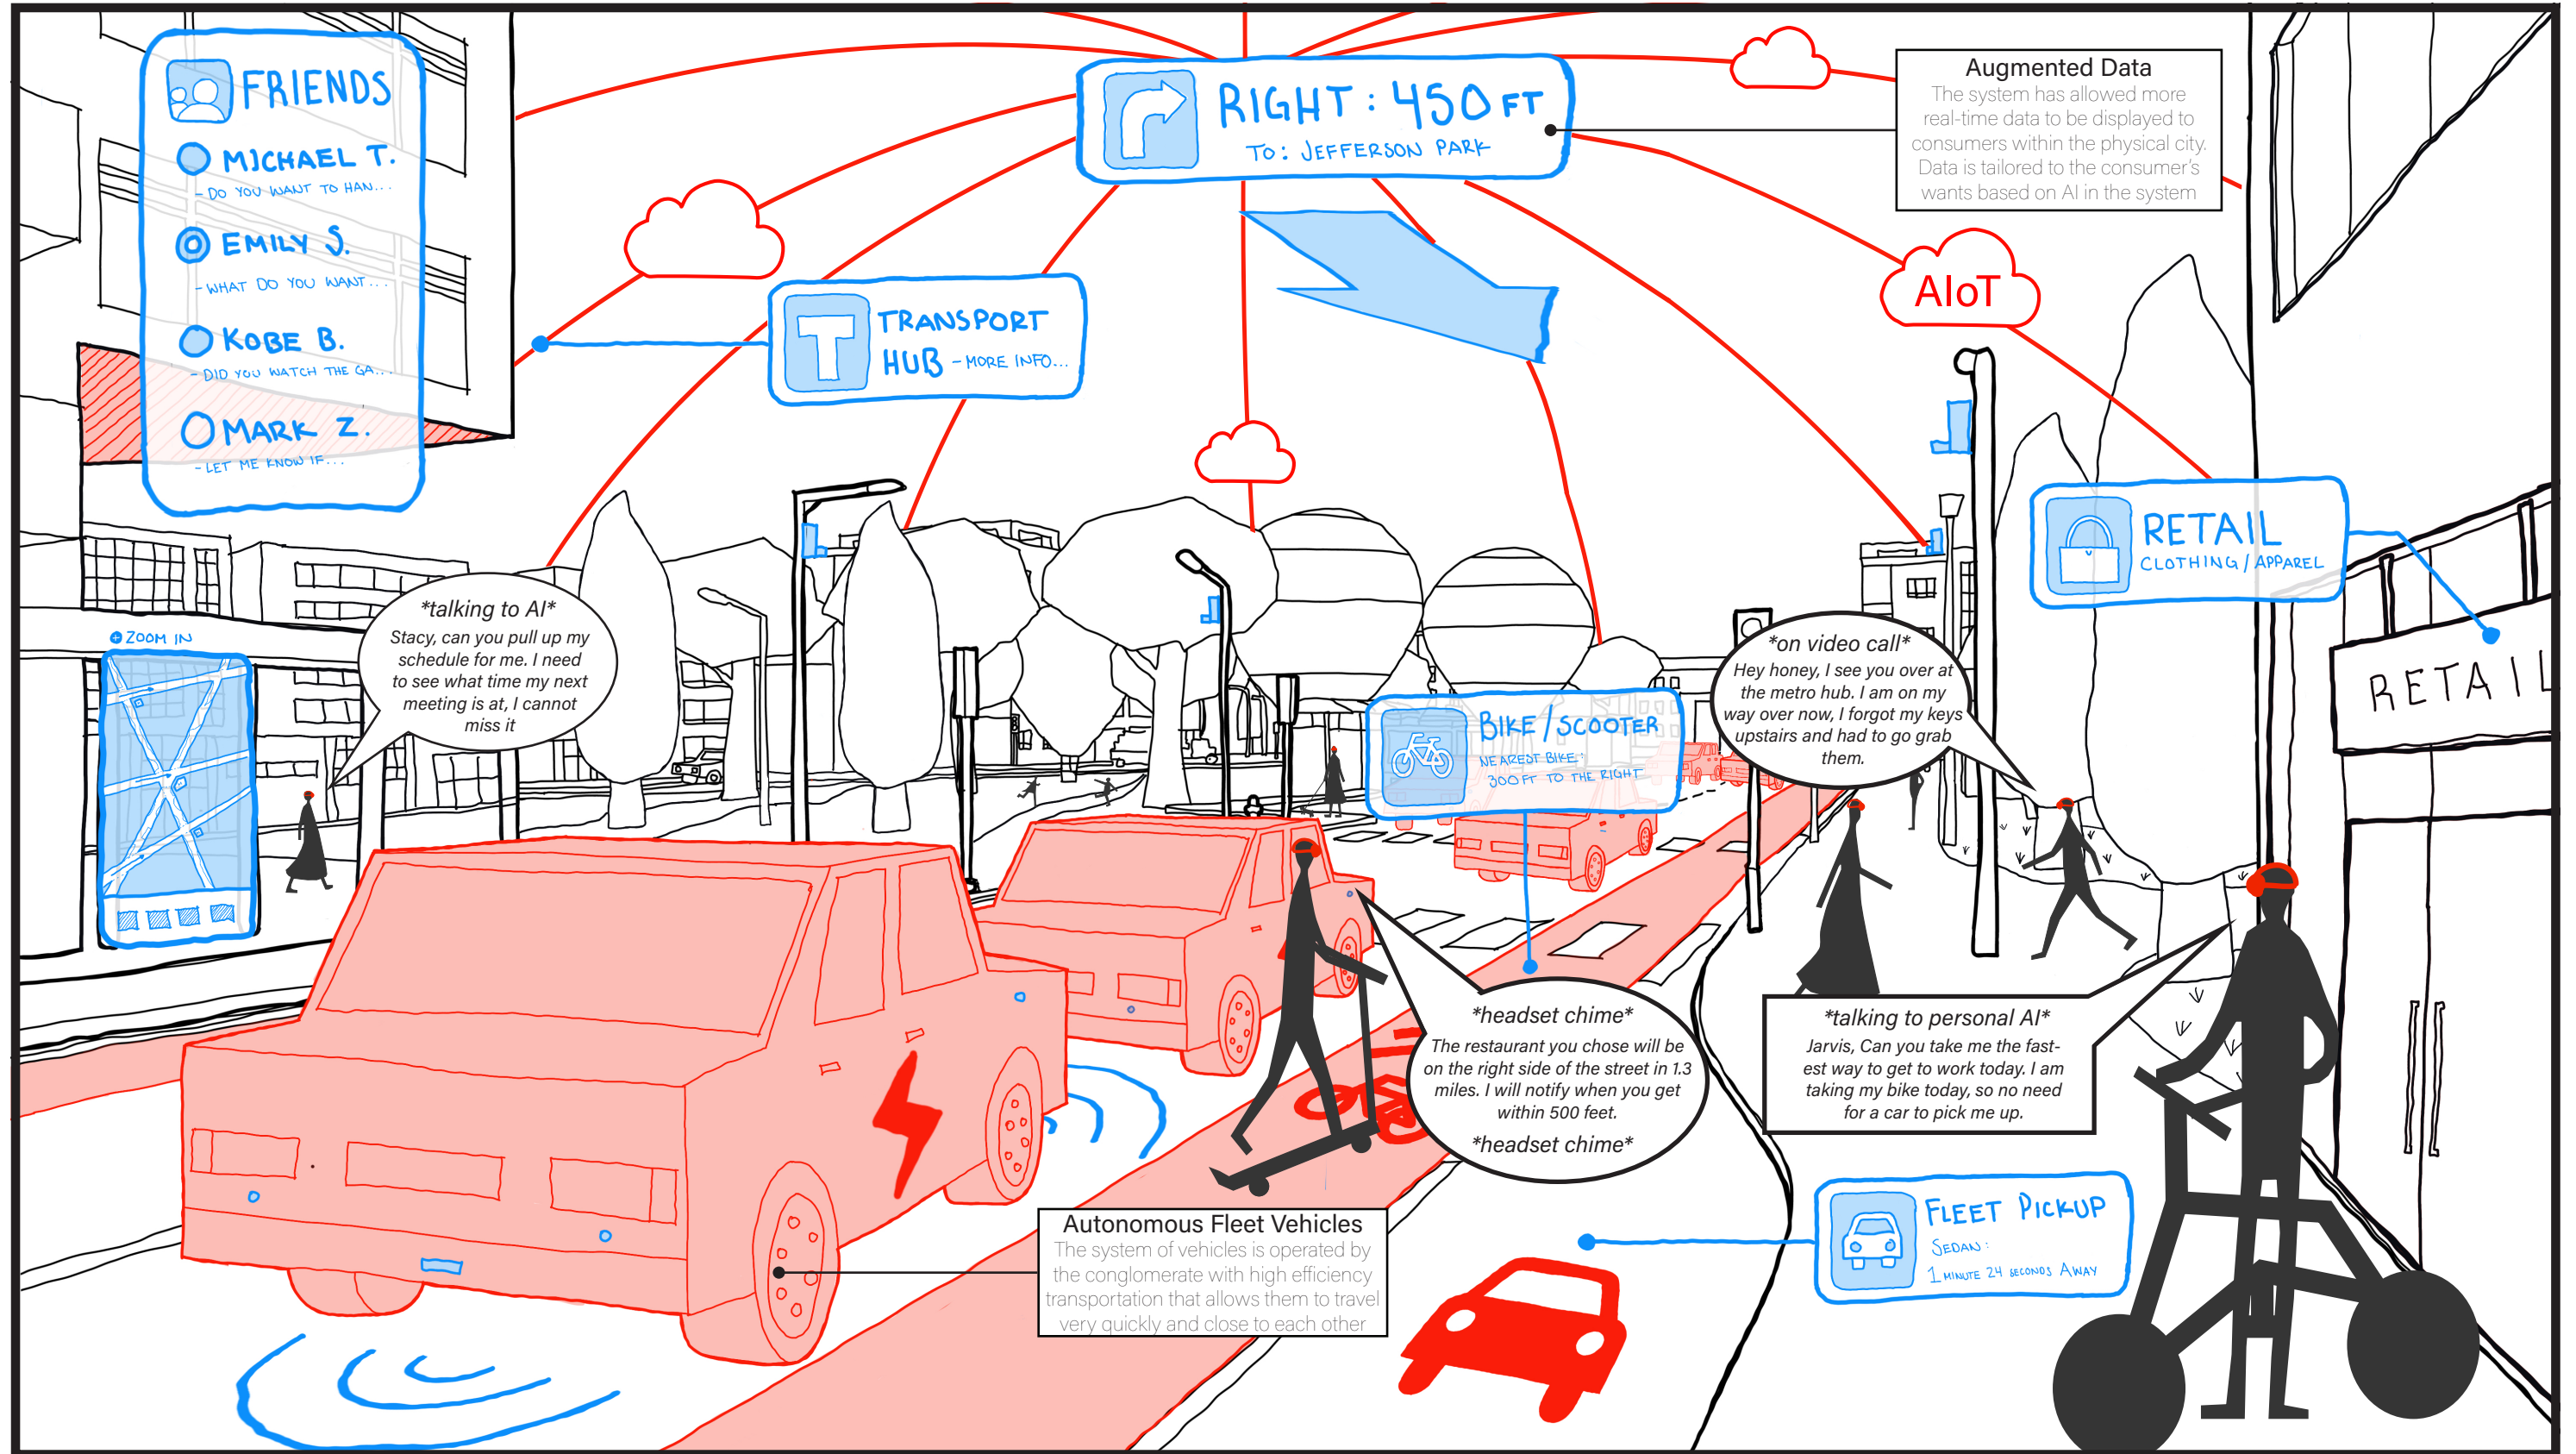 FRIENDS
MICHAEL T.
- DO YOU WANT TO HAN...
EMILY S.
- WHAT DO YOU WANT...
KOBE B.
- DID YOU WATCH THE GA...
MARK Z.
- LET ME KNOW IF...
RIGHT: 450 FT
TO: JEFFERSON PARK
Augmented Data
The system has allowed more
real-time data to be displayed to
consumers within the physical city.
Data is tailored to the consumer's
wants based on AI in the system
T
TRANSPORT
HUB - MORE INFO...
AIoT
RETAIL
CLOTHING / APPAREL
RETAIL
ZOOM IN
*talking to AI*
Stacy, can you pull up my
schedule for me. I need
to see what time my next
meeting is at, I cannot
miss it
BIKE/SCOOTER
NEAREST BIKE:
300 FT TO THE RIGHT
*on video call*
Hey honey, I see you over at
the metro hub. I am on my
way over now, I forgot my keys
upstairs and had to go grab
them.
*headset chime*
The restaurant you chose will be
on the right side of the street in 1.3
miles. I will notify when you get
within 500 feet.
*headset chime*
*talking to personal AI*
Jarvis, Can you take me the fast-
est way to get to work today. I am
taking my bike today, so no need
for a car to pick me up.
Autonomous Fleet Vehicles
The system of vehicles is operated by
the conglomerate with high efficiency
transportation that allows them to travel
very quickly and close to each other
FLEET PICKUP
SEDAN:
1 MINUTE 24 SECONDS AWAY